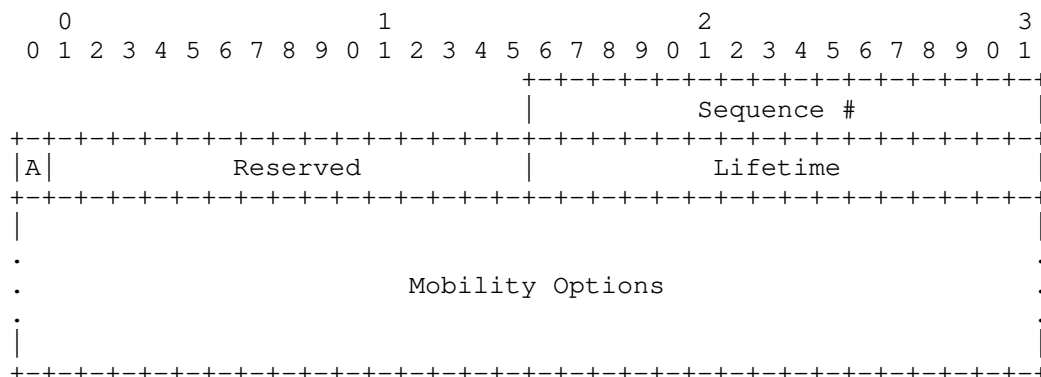 0                   1                   2                   3
 0 1 2 3 4 5 6 7 8 9 0 1 2 3 4 5 6 7 8 9 0 1 2 3 4 5 6 7 8 9 0 1
                                +-+-+-+-+-+-+-+-+-+-+-+-+-+-+-+-+
                                |          Sequence #           |
+-+-+-+-+-+-+-+-+-+-+-+-+-+-+-+-+-+-+-+-+-+-+-+-+-+-+-+-+-+-+-+-+
|A|          Reserved           |           Lifetime            |
+-+-+-+-+-+-+-+-+-+-+-+-+-+-+-+-+-+-+-+-+-+-+-+-+-+-+-+-+-+-+-+-+
|                                                               |
.                                                               .
.                        Mobility Options                       .
.                                                               .
|                                                               |
+-+-+-+-+-+-+-+-+-+-+-+-+-+-+-+-+-+-+-+-+-+-+-+-+-+-+-+-+-+-+-+-+